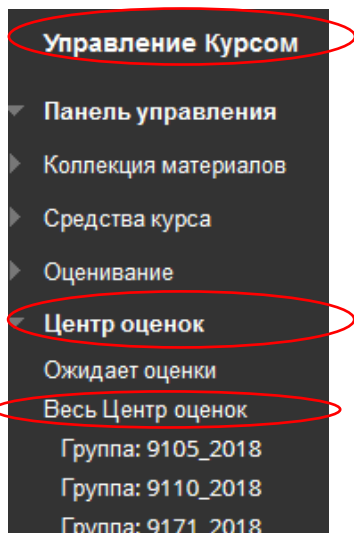 Управление Курсом
Панель управления
Коллекция материалов
Средства курса
Оценивание
Центр оценок
Ожидает оценки
Весь Центр оценок
Группа: 9105_2018
Группа: 9110_2018
Группа: 9171_2018